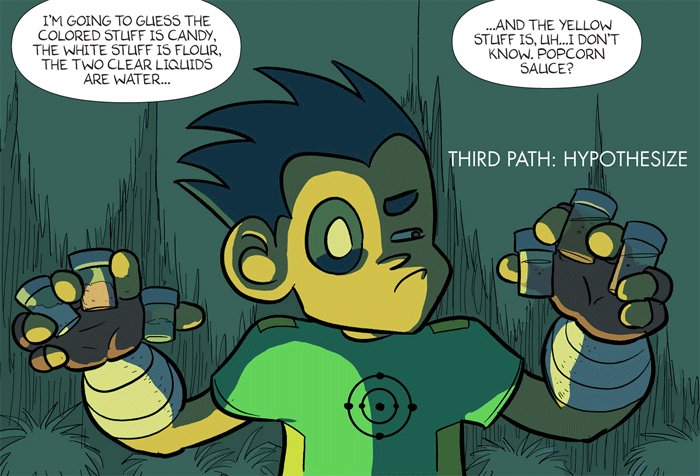 I'M GOING TO GUESS THE
COLORED STUFF IS CANDY,
THE WHITE STUFF IS FLOUR,
THE TWO CLEAR LIQUIDS
ARE WATER...
...AND THE YELLOW
STUFF IS, UH...I DON'T
KNOW. POPCORN
SAUCE?
THIRD PATH: HYPOTHESIZE